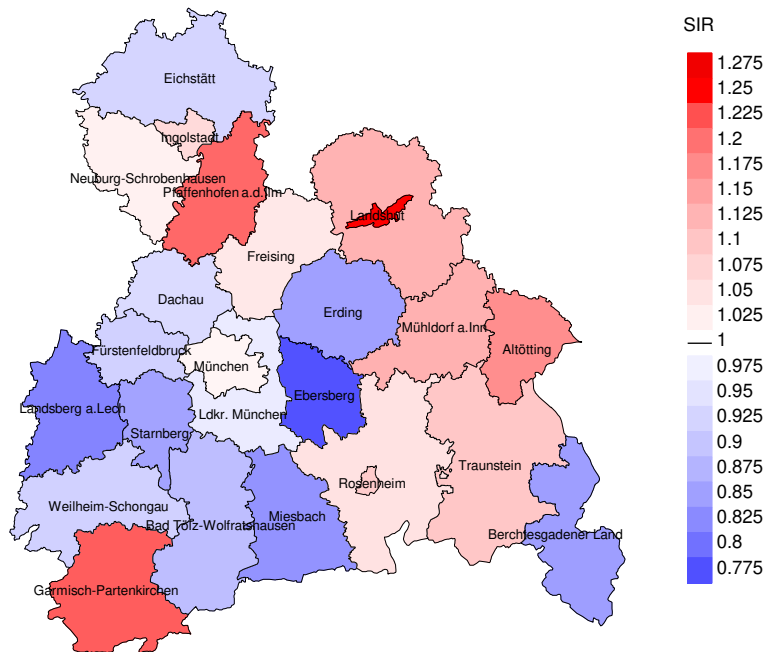 SIR
1.275
1.25
1.225
1.2
1.175
1.15
1.125
1.1
1.075
1.05
1.025
1
0.975
0.95
0.925
0.9
0.875
0.85
0.825
0.8
0.775
Eichstätt
Ingolstadt
Neuburg-Schrobenhausen
Pfaffenhofen a.d.Ilm
Landshut
Freising
Dachau
Erding
Mühldorf a.Inn
Altötting
Fürstenfeldbruck
München
Ebersberg
Landsberg a.Lech
Ldkr. München
Starnberg
Traunstein
Rosenheim
Weilheim-Schongau
Miesbach
Bad Tölz-Wolfratshausen
Berchtesgadener Land
Garmisch-Partenkirchen